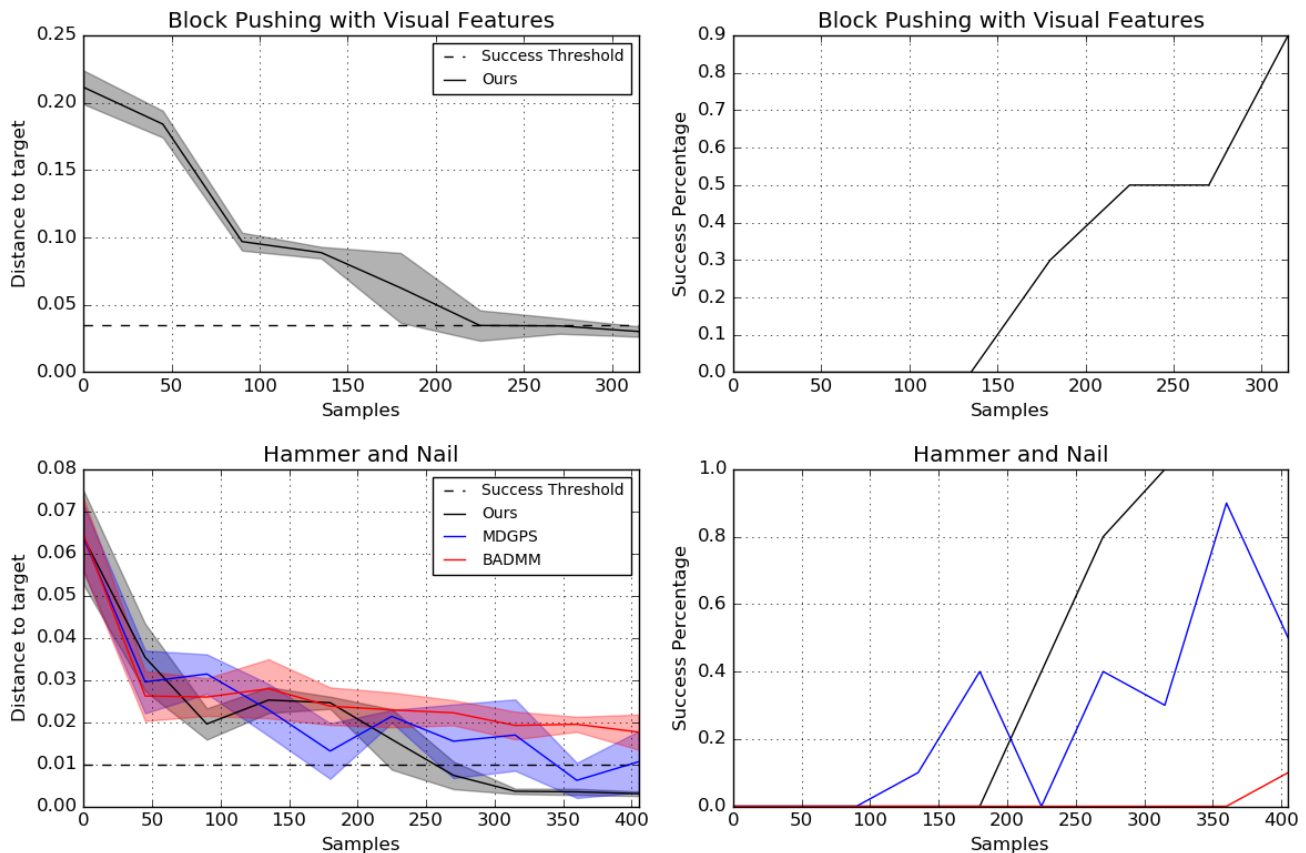 Block Pushing with Visual Features
0.25
0.20
0.15
0.10
0.05
0.00
Distance to target
0 50 100 150 200 250 300
Samples
Success Threshold
Ours
Block Pushing with Visual Features
0.9
0.8
0.7
0.6
0.5
0.4
0.3
0.2
0.1
0.0
Success Percentage
0 50 100 150 200 250 300
Samples
Hammer and Nail
0.08
0.07
0.06
0.05
0.04
0.03
0.02
0.01
0.00
Distance to target
0 50 100 150 200 250 300 350 400
Samples
Success Threshold
Ours
MDGPS
BADMM
Hammer and Nail
1.0
0.8
0.6
0.4
0.2
0.0
Success Percentage
0 50 100 150 200 250 300 350 400
Samples